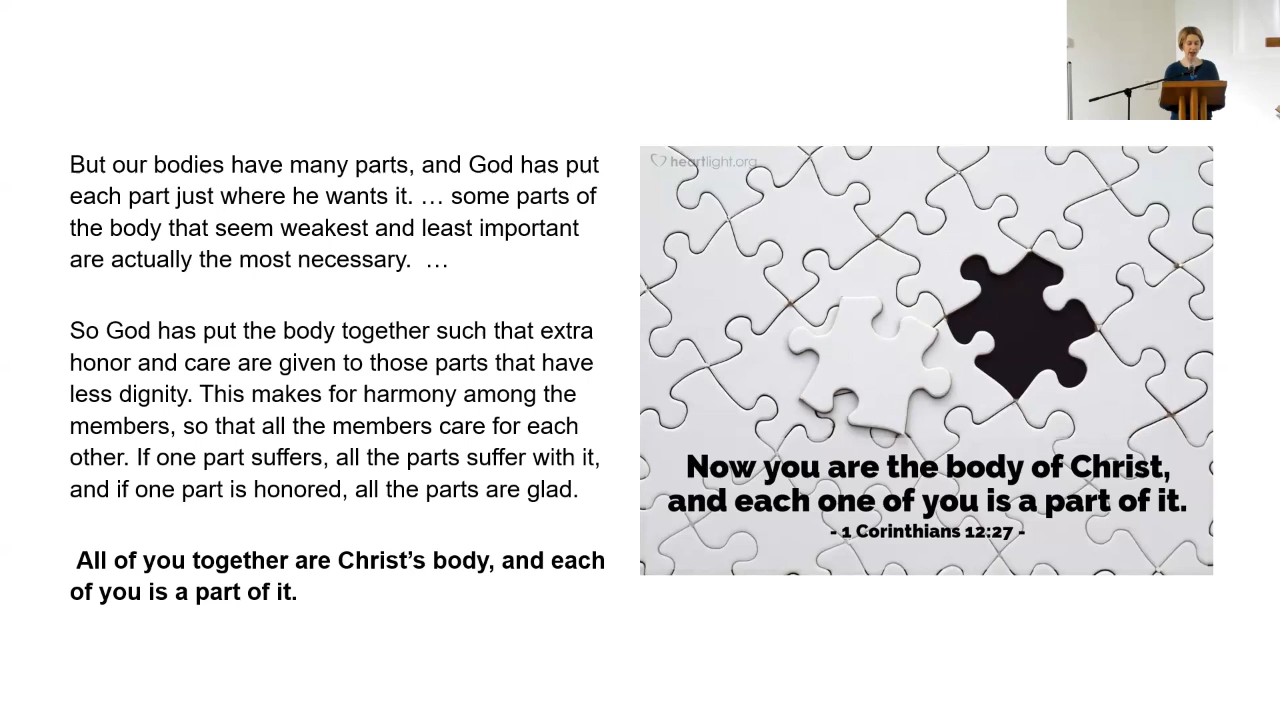 But our bodies have many parts, and God has put
each part just where he wants it. … some parts of
the body that seem weakest and least important
are actually the most necessary.  …
So God has put the body together such that extra
honor and care are given to those parts that have
less dignity. This makes for harmony among the
members, so that all the members care for each
other. If one part suffers, all the parts suffer with it,
and if one part is honored, all the parts are glad.
All of you together are Christ’s body, and each
of you is a part of it.
heartlight.org
Now you are the body of Christ,
and each one of you is a part of it.
- 1 Corinthians 12:27 -